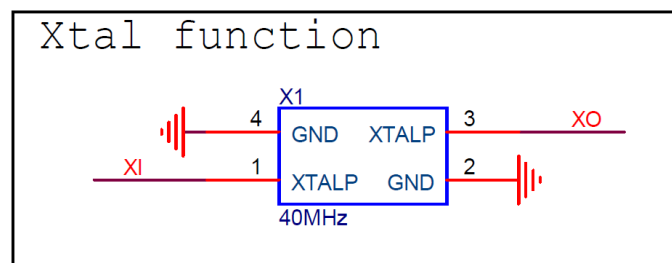 Xtal function
X1
4 GND XTALP 3 XO
XI 1 XTALP GND 2
40MHz